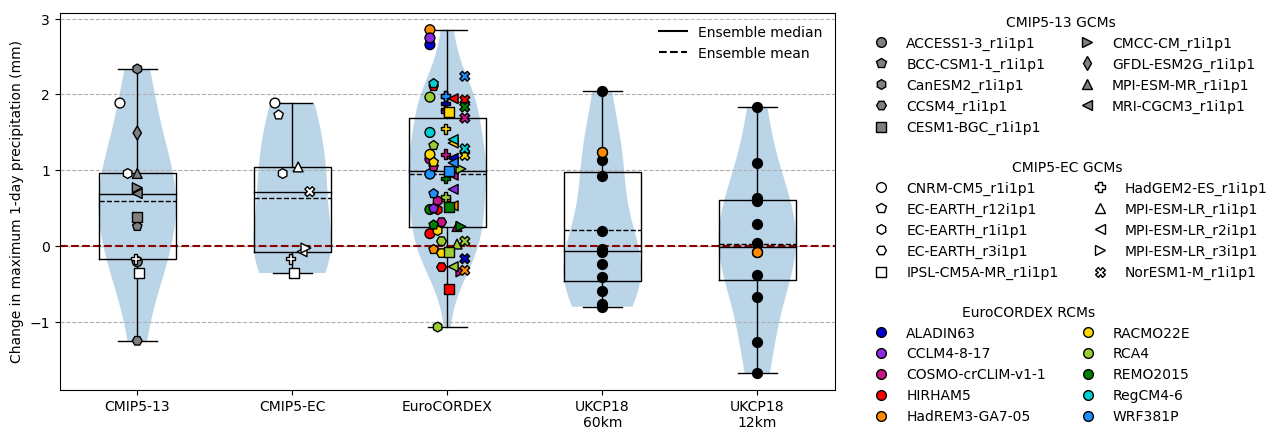 Change in maximum 1-day precipitation (mm)
3
2
1
0
−1
Ensemble median
Ensemble mean
CMIP5-13
CMIP5-EC
EuroCORDEX
UKCP18
60km
UKCP18
12km
CMIP5-13 GCMs
ACCESS1-3_r1i1p1
BCC-CSM1-1_r1i1p1
CanESM2_r1i1p1
CCSM4_r1i1p1
CESM1-BGC_r1i1p1
CMCC-CM_r1i1p1
GFDL-ESM2G_r1i1p1
MPI-ESM-MR_r1i1p1
MRI-CGCM3_r1i1p1
CMIP5-EC GCMs
CNRM-CM5_r1i1p1
EC-EARTH_r12i1p1
EC-EARTH_r1i1p1
EC-EARTH_r3i1p1
IPSL-CM5A-MR_r1i1p1
HadGEM2-ES_r1i1p1
MPI-ESM-LR_r1i1p1
MPI-ESM-LR_r2i1p1
MPI-ESM-LR_r3i1p1
NorESM1-M_r1i1p1
EuroCORDEX RCMs
ALADIN63
CCLM4-8-17
COSMO-crCLIM-v1-1
HIRHAM5
HadREM3-GA7-05
RACMO22E
RCA4
REMO2015
RegCM4-6
WRF381P